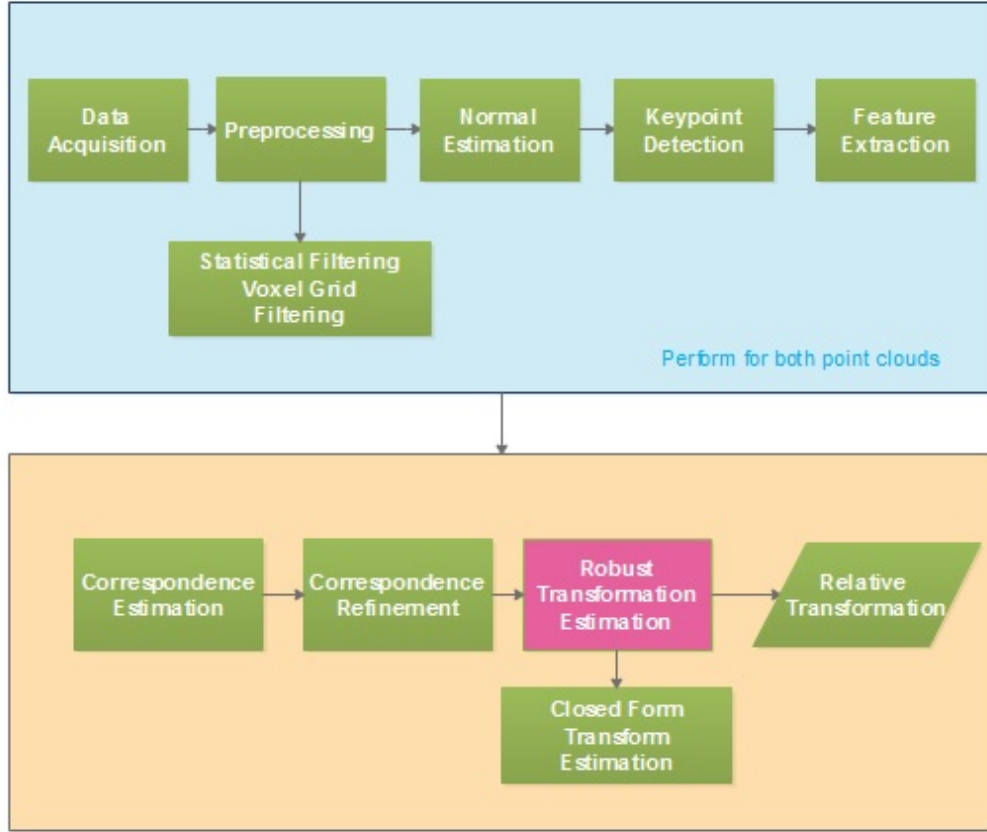 Data
Acquisition
Preprocessing
Normal
Estimation
Keypoint
Detection
Feature
Extraction
Statistical Filtering
Voxel Grid
Filtering
Perform for both point clouds
Correspondence
Estimation
Correspondence
Refinement
Robust
Transformation
Estimation
Relative
Transformation
Closed Form
Transform
Estimation